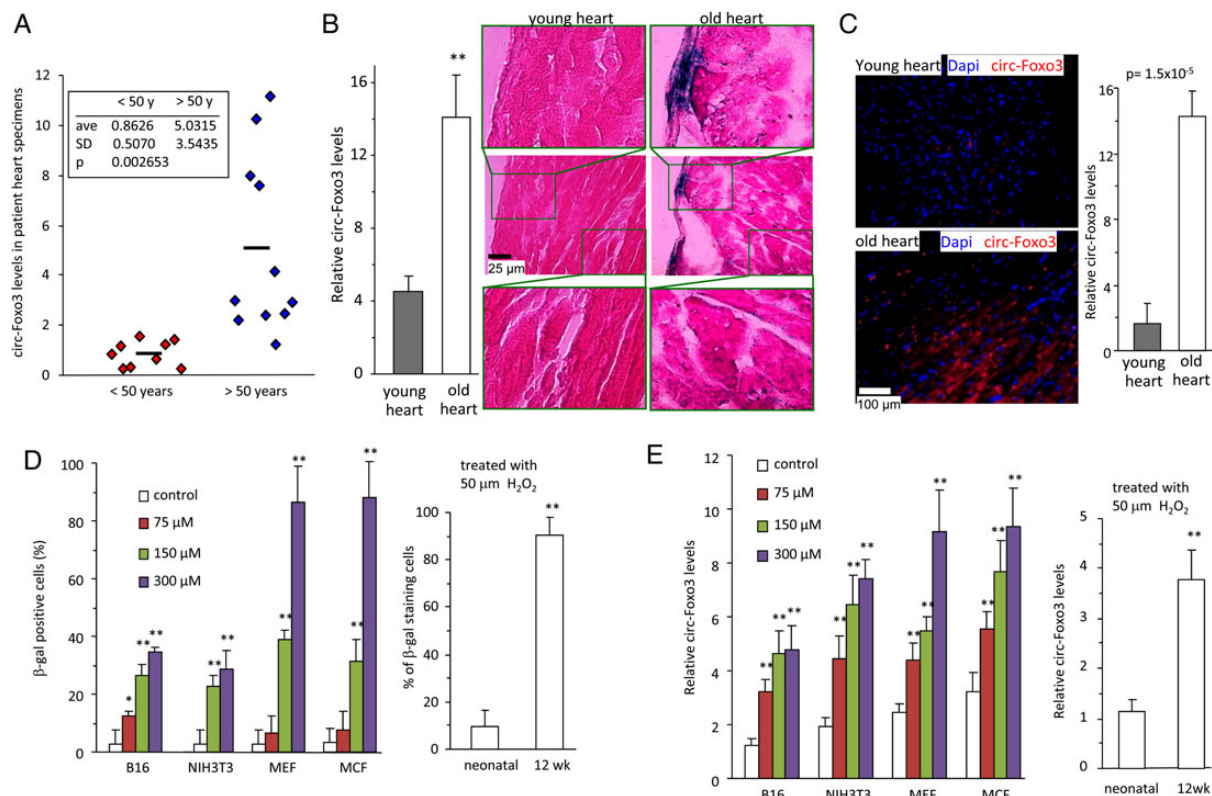 A
circ-Foxo3 levels in patient heart specimens
12
10
8
6
4
2
0
< 50 y > 50 y
ave 0.8626 5.0315
SD 0.5070 3.5435
p 0.002653
< 50 years > 50 years
B
Relative circ-Foxo3 levels
16
12
8
4
0
**
young heart
old heart
young heart old heart
25 µm
C
Young heart Dapi circ-Foxo3
old heart Dapi circ-Foxo3
100 µm
p= 1.5x10⁻⁵
Relative circ-Foxo3 levels
16
12
8
4
0
young heart
old heart
D
β-gal positive cells (%)
100
80
60
40
20
0
control
75 µM
150 µM
300 µM
* ** **
** **
** **
** **
B16 NIH3T3 MEF MCF
treated with
50 µm H₂O₂
% of β-gal staining cells
100
80
60
40
20
0
**
neonatal 12 wk
E
Relative circ-Foxo3 levels
12
10
8
6
4
2
0
control
75 µM
150 µM
300 µM
** ** **
** ** **
** ** **
** ** **
B16 NIH3T3 MEF MCF
treated with
50 µm H₂O₂
Relative circ-Foxo3 levels
5
4
3
2
1
0
**
neonatal 12wk